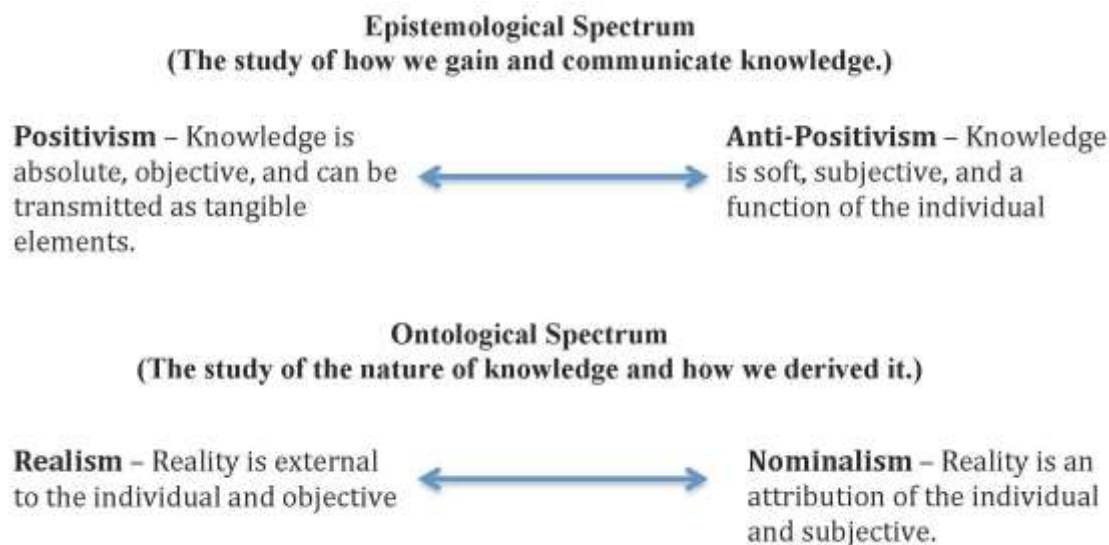 Epistemological Spectrum
(The study of how we gain and communicate knowledge.)
Positivism – Knowledge is
absolute, objective, and can be
transmitted as tangible
elements.
Anti-Positivism – Knowledge
is soft, subjective, and a
function of the individual
Ontological Spectrum
(The study of the nature of knowledge and how we derived it.)
Realism – Reality is external
to the individual and objective
Nominalism – Reality is an
attribution of the individual
and subjective.